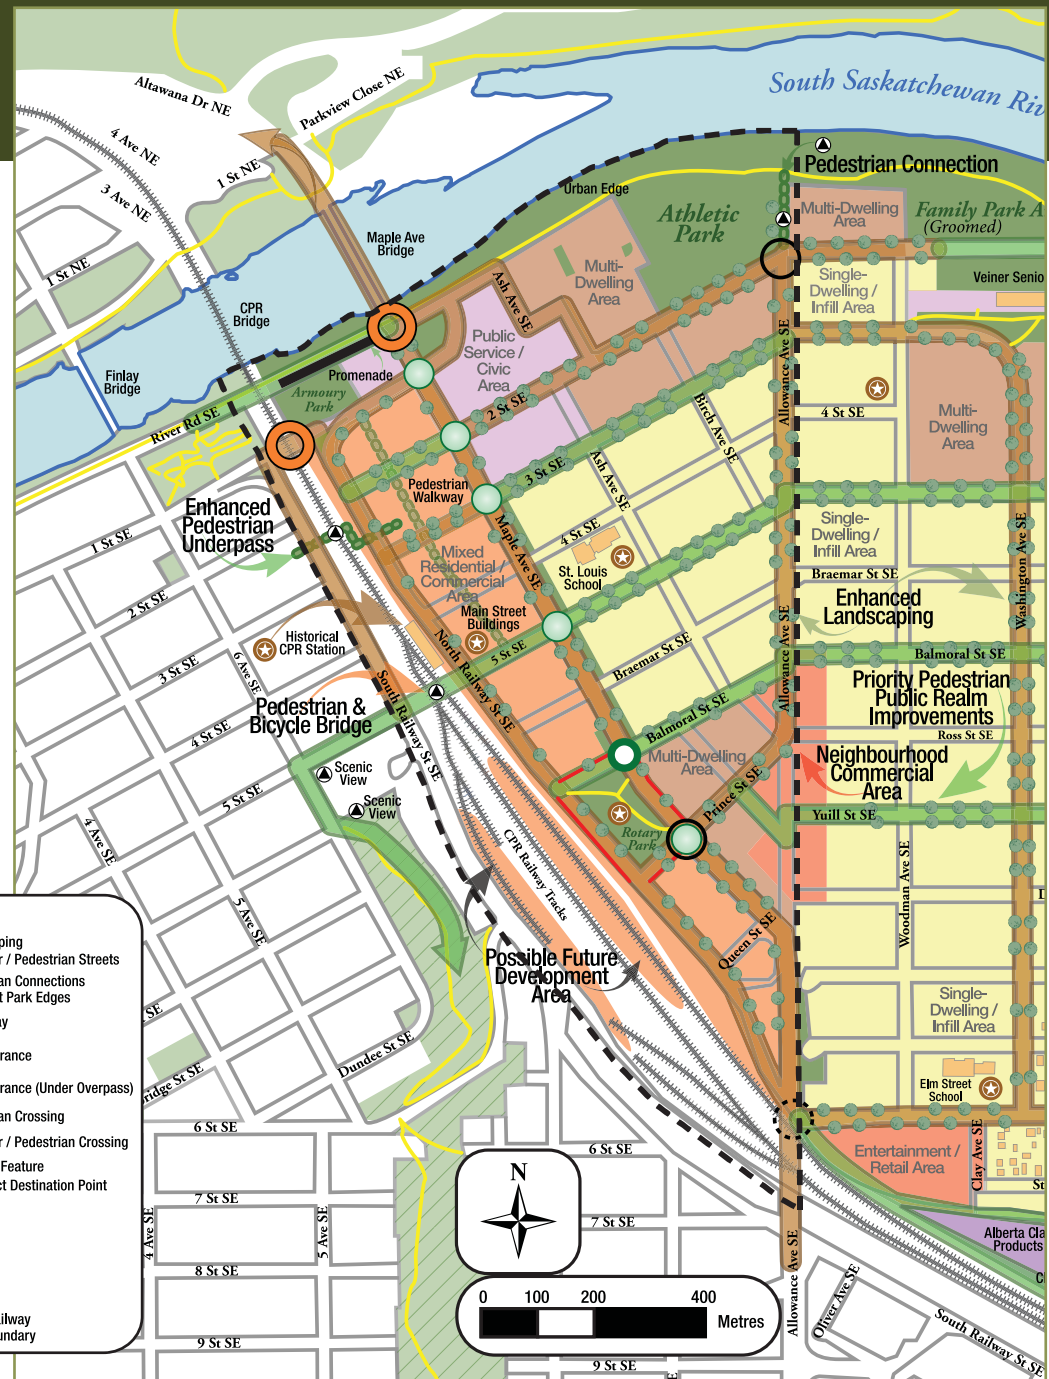 South Saskatchewan Riv
Altawana Dr NE
Parkview Close NE
4 Ave NE
3 Ave NE
1 St NE
1 St NE
Pedestrian Connection
Urban Edge
Athletic
Park
Multi-Dwelling
Area
Family Park A
(Groomed)
Maple Ave
Bridge
Multi-
Dwelling
Area
Ash Ave SE
Single-
Dwelling /
Infill Area
Veiner Senio
CPR
Bridge
Public
Service /
Civic
Area
Allowance Ave SE
Finlay
Bridge
Promenade
Armoury
Park
River Rd SE
2 St SE
Birch Ave SE
4 St SE
Multi-
Dwelling
Area
3 St SE
Ash Ave SE
Pedestrian
Walkway
Enhanced
Pedestrian
Underpass
1 St SE
Maple Ave SE
4 St SE
Single-
Dwelling /
Infill Area
Washington Ave SE
Mixed
Residential /
Commercial
Area
St. Louis
School
Braemar St SE
Enhanced
Landscaping
2 St SE
Main Street
Buildings
Historical
CPR Station
5 St SE
North Railway St SE
Braemar St SE
Allowance Ave SE
Balmoral St SE
3 St SE
6 Ave SE
South Railway St SE
Priority Pedestrian
Public Realm
Improvements
Pedestrian &
Bicycle Bridge
4 St SE
Balmoral St SE
Ross St SE
Multi-Dwelling
Area
Neighbourhood
Commercial
Area
Scenic
View
Scenic
View
5 St SE
Prince St SE
Yuill St SE
Rotary
Park
4 Ave SE
CPR Railway Tracks
Woodman Ave SE
5 Ave SE
Queen St SE
Possible Future
Development
Area
Single-
Dwelling /
Infill Area
ping
r / Pedestrian Streets
an Connections
t Park Edges
ay
rance
rance (Under Overpass)
an Crossing
r / Pedestrian Crossing
Feature
ct Destination Point
ilway
undary
SE
Dundee St SE
ridge St SE
Elm Street
School
6 St SE
6 St SE
Entertainment /
Retail Area
Clay Ave SE
St
N
7 St SE
7 St SE
4 Ave SE
5 Ave SE
Alberta Cla
Products
8 St SE
Allowance Ave SE
Oliver Ave SE
0 100 200 400
Metres
South Railway St SE
9 St SE
9 St SE